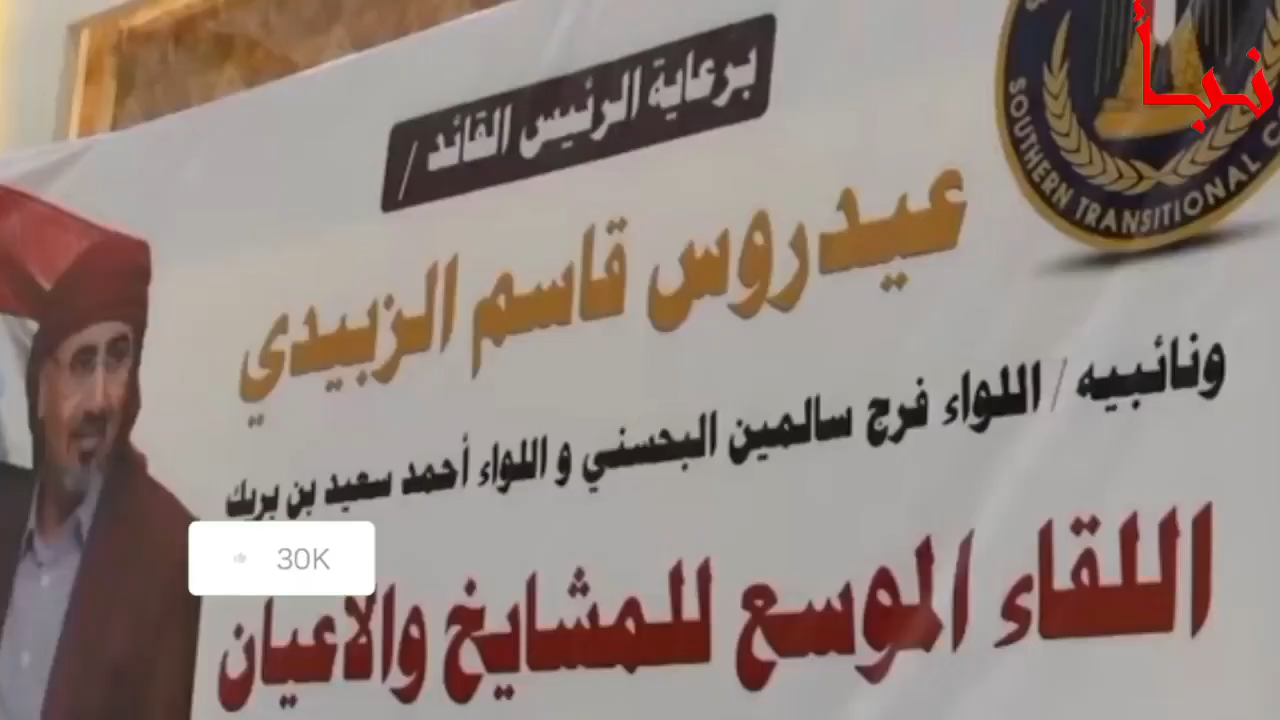 نبأ
SOUTHERN TRANSITIONAL
برعاية الرئيس القائد /
عيدروس قاسم الزبيدي
ونائبيه / اللواء فرج سالمين البحسني و اللواء أحمد سعيد بن بريك
30K
اللقاء الموسع للمشايخ والاعيان